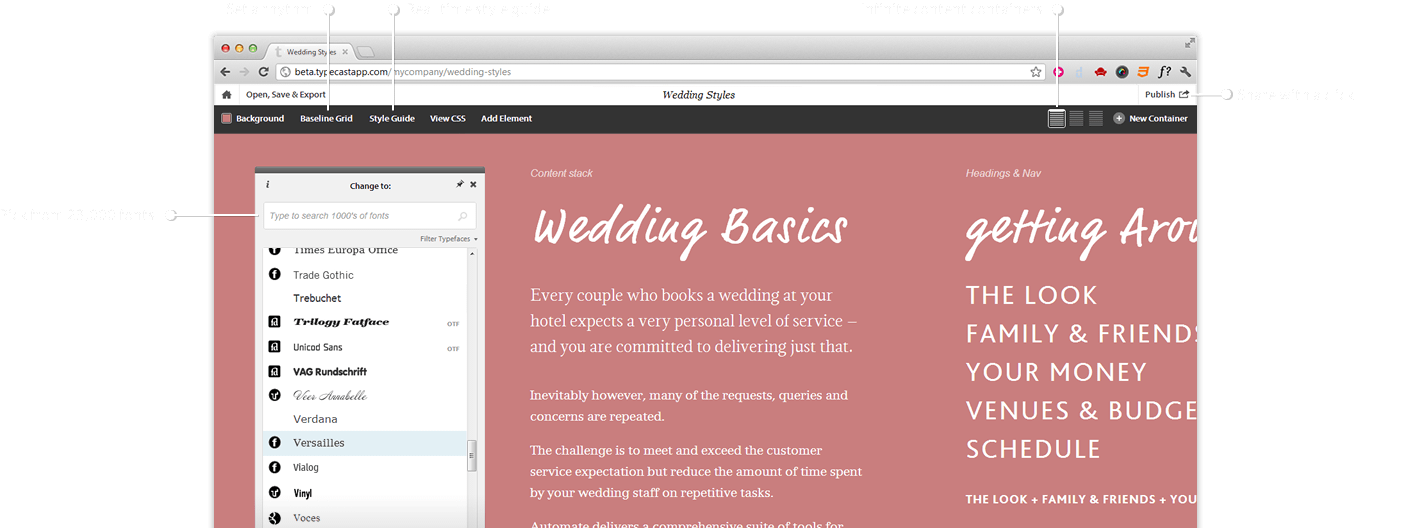 Real time style guide
Infinite content containers
Wedding Styles
beta.typecastapp.com/mycompany/wedding-styles
Open, Save & Export
Wedding Styles
Publish
Background
Baseline Grid
Style Guide
View CSS
Add Element
New Container
i
Change to:
Type to search 1000's of fonts
Filter Typefaces
Times Europa Office
Trade Gothic
Trebuchet
Trilogy Fatface OTF
Unicod Sans OTF
VAG Rundschrift
Veer Annabelle
Verdana
Versailles
Vialog
Vinyl
Voces
Content stack
Wedding Basics
Every couple who books a wedding at your
hotel expects a very personal level of service –
and you are committed to delivering just that.
Inevitably however, many of the requests, queries and
concerns are repeated.
The challenge is to meet and exceed the customer
service expectation but reduce the amount of time spent
by your wedding staff on repetitive tasks.
Automate delivers a comprehensive suite of tools for
Headings & Nav
getting Arou
THE LOOK
FAMILY & FRIENDS
YOUR MONEY
VENUES & BUDGE
SCHEDULE
THE LOOK + FAMILY & FRIENDS + YOU